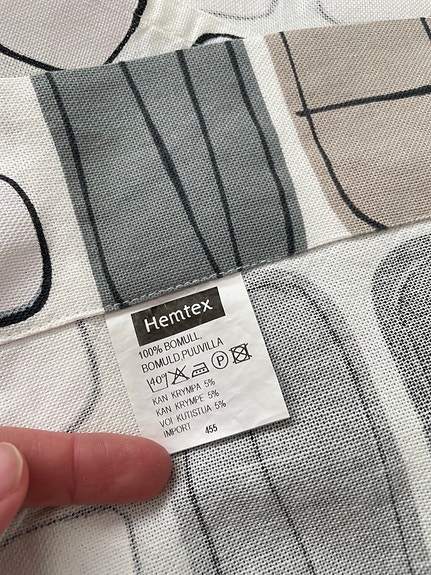 Hemtex
100% BOMULL,
BOMULD,PUUVILLA
40° P
KAN KRYMPA 5%
KAN KRYMPE 5%
VOI KUTISTUA 5%
IMPORT 455